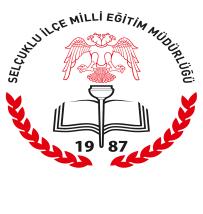 SELÇUKLU İLÇE MİLLİ EĞİTİM MÜDÜRLÜĞÜ
19 87